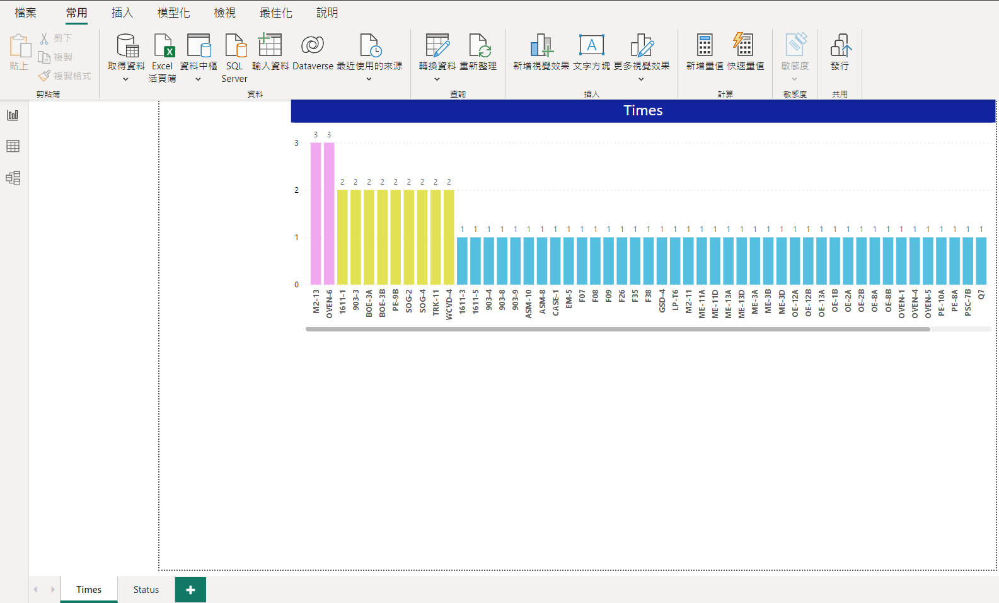 檔案 常用 插入 模型化 檢視 最佳化 說明
貼上
剪下
複製
複製格式
剪貼簿
取得資料
Excel
活頁簿
資料中樞
SQL
Server
輸入資料
Dataverse
最近使用的來源
資料
轉換資料
重新整理
查詢
新增視覺效果
A
文字方塊
更多視覺效果
插入
新增量值
快速量值
計算
敏感度
敏感度
發行
共用
Times
3 3
3
2 2 2 2 2 2 2 2 2
2
1 1 1 1 1 1 1 1 1 1 1 1 1 1 1 1 1 1 1 1 1 1 1 1 1 1 1 1 1 1 1 1 1 1 1 1 1 1 1 1
1
0
M2-13
OVEN-6
1611-1
903-3
BOE-3A
BOE-3B
PE-9B
SOG-2
SOG-4
TRK-11
WCVD-4
1611-3
1611-5
903-4
903-8
903-9
ASM-10
ASM-8
CASE-1
EM-5
F07
F08
F09
F26
F35
F38
GSD-4
LP-T6
M2-11
ME-11A
ME-11D
ME-13A
ME-13D
ME-3A
ME-3B
ME-3D
OE-12A
OE-12B
OE-13A
OE-1B
OE-2A
OE-2B
OE-8A
OE-8B
OVEN-1
OVEN-4
OVEN-5
PE-10A
PE-8A
PSC-7B
Q7
Times Status